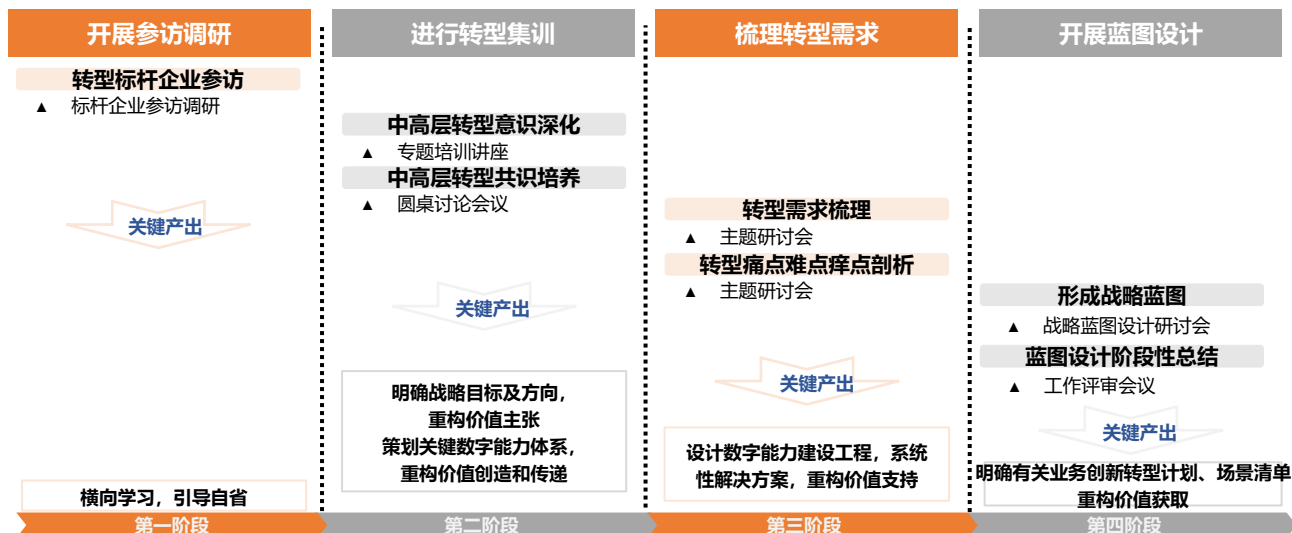 开展参访调研
转型标杆企业参访
▲ 标杆企业参访调研
关键产出
横向学习，引导自省
第一阶段
进行转型集训
中高层转型意识深化
▲ 专题培训讲座
中高层转型共识培养
▲ 圆桌讨论会议
关键产出
明确战略目标及方向，
重构价值主张
策划关键数字能力体系，
重构价值创造和传递
第二阶段
梳理转型需求
转型需求梳理
▲ 主题研讨会
转型痛点难点痒点剖析
▲ 主题研讨会
关键产出
设计数字能力建设工程，系统
性解决方案，重构价值支持
第三阶段
开展蓝图设计
形成战略蓝图
▲ 战略蓝图设计研讨会
蓝图设计阶段性总结
▲ 工作评审会议
关键产出
明确有关业务创新转型计划、场景清单
重构价值获取
第四阶段